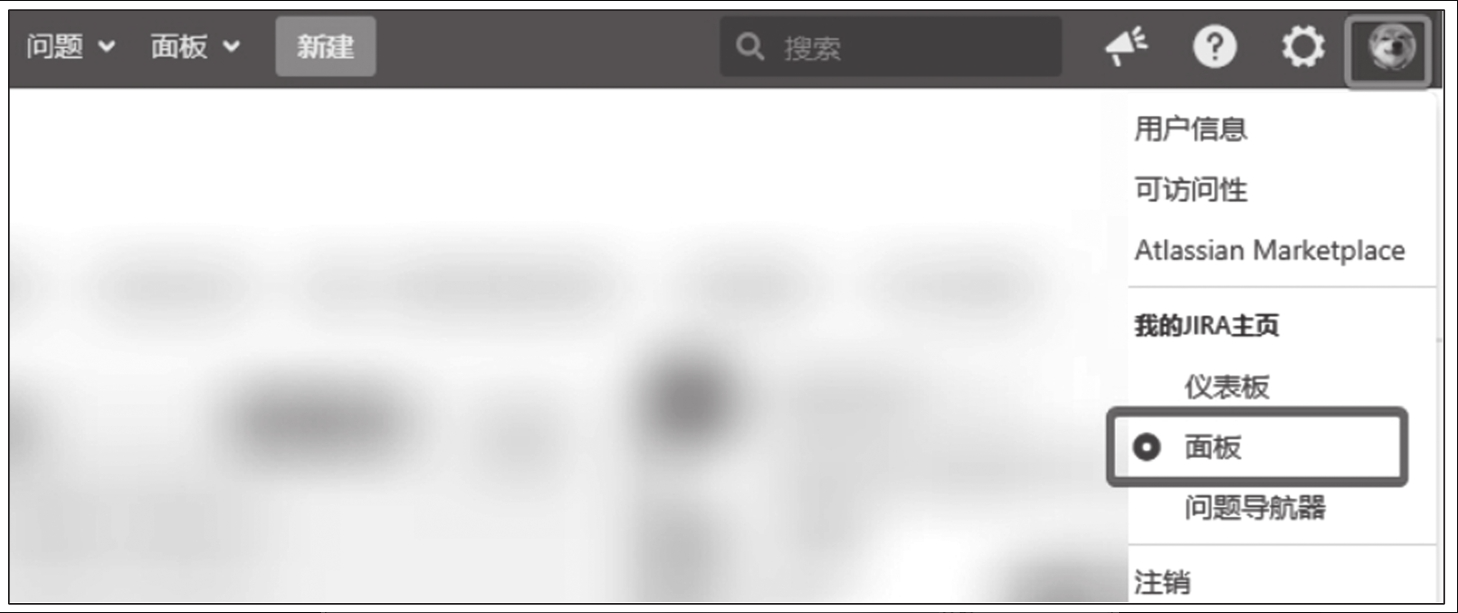 问题 面板 新建 搜索
用户信息
可访问性
Atlassian Marketplace
我的JIRA主页
仪表板
面板
问题导航器
注销